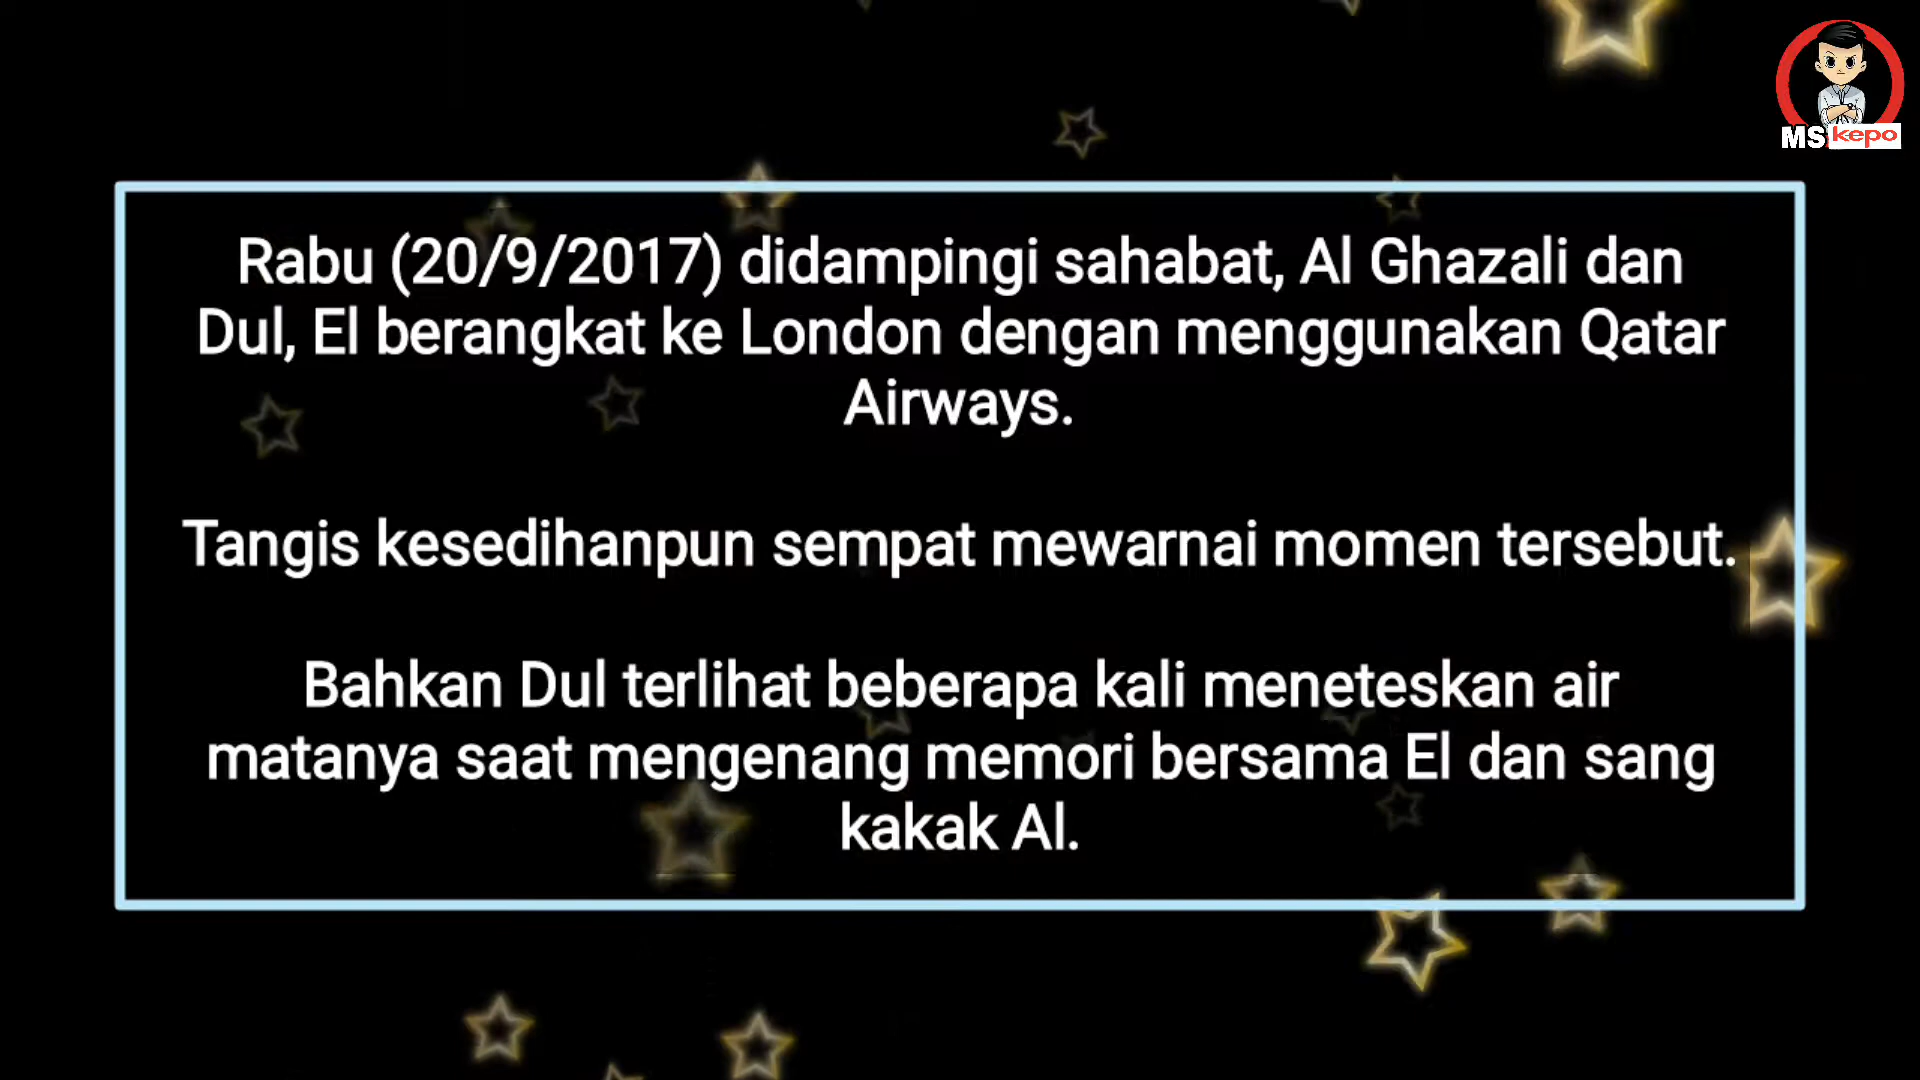 MS kepo
Rabu (20/9/2017) didampingi sahabat, Al Ghazali dan
Dul, El berangkat ke London dengan menggunakan Qatar
Airways.
Tangis kesedihanpun sempat mewarnai momen tersebut.
Bahkan Dul terlihat beberapa kali meneteskan air
matanya saat mengenang memori bersama El dan sang
kakak Al.